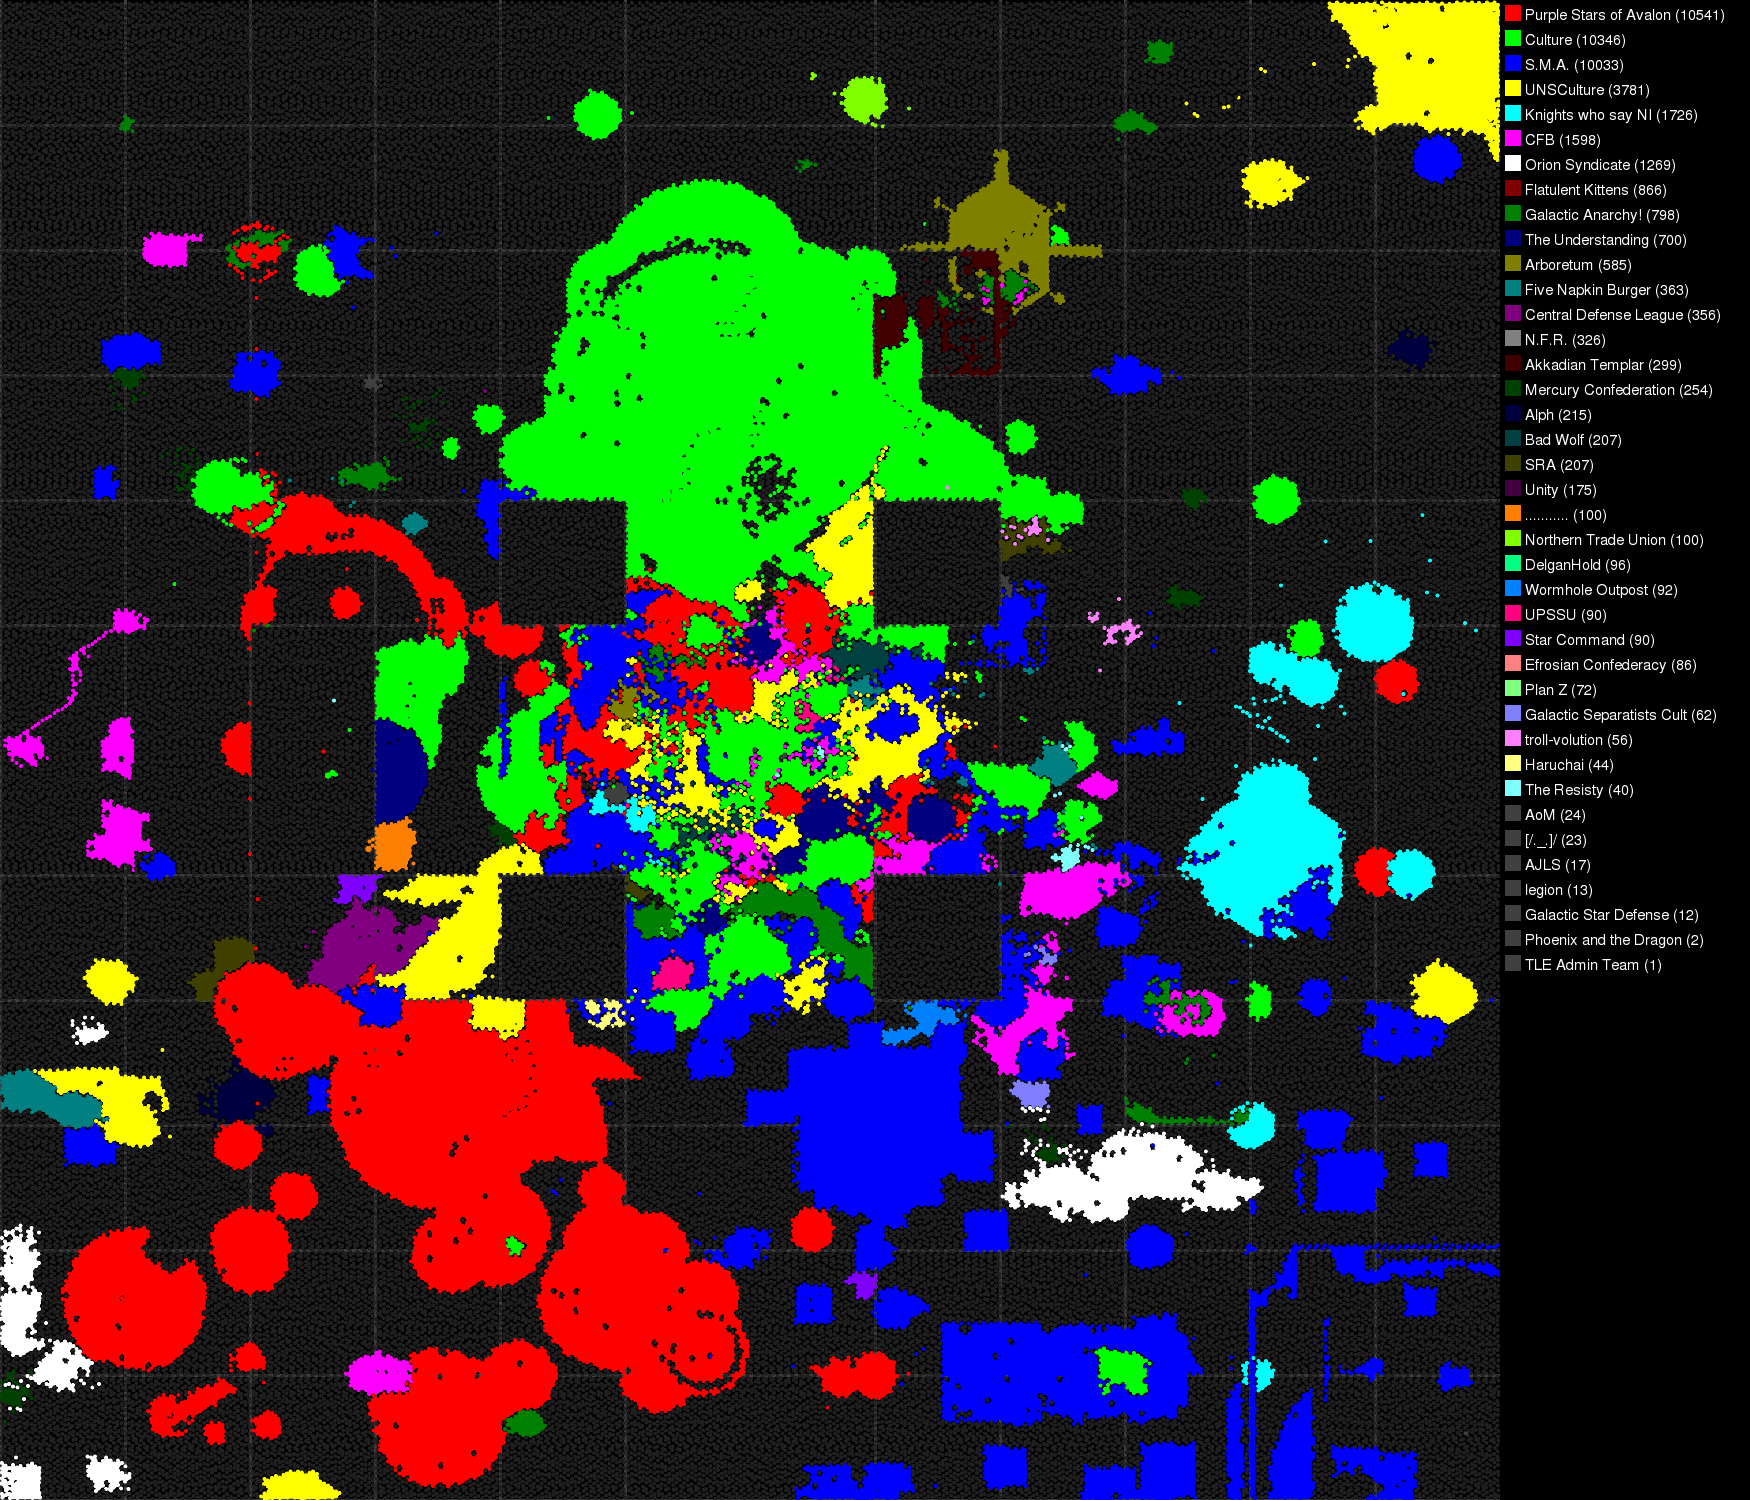 Purple Stars of Avalon (10541)
Culture (10346)
S.M.A. (10033)
UNSCulture (3781)
Knights who say NI (1726)
CFB (1598)
Orion Syndicate (1269)
Flatulent Kittens (866)
Galactic Anarchy! (798)
The Understanding (700)
Arboretum (585)
Five Napkin Burger (363)
Central Defense League (356)
N.F.R. (326)
Akkadian Templar (299)
Mercury Confederation (254)
Alph (215)
Bad Wolf (207)
SRA (207)
Unity (175)
........... (100)
Northern Trade Union (100)
DelganHold (96)
Wormhole Outpost (92)
UPSSU (90)
Star Command (90)
Efrosian Confederacy (86)
Plan Z (72)
Galactic Separatists Cult (62)
troll-volution (56)
Haruchai (44)
The Resisty (40)
AoM (24)
[/._.]/ (23)
AJLS (17)
legion (13)
Galactic Star Defense (12)
Phoenix and the Dragon (2)
TLE Admin Team (1)